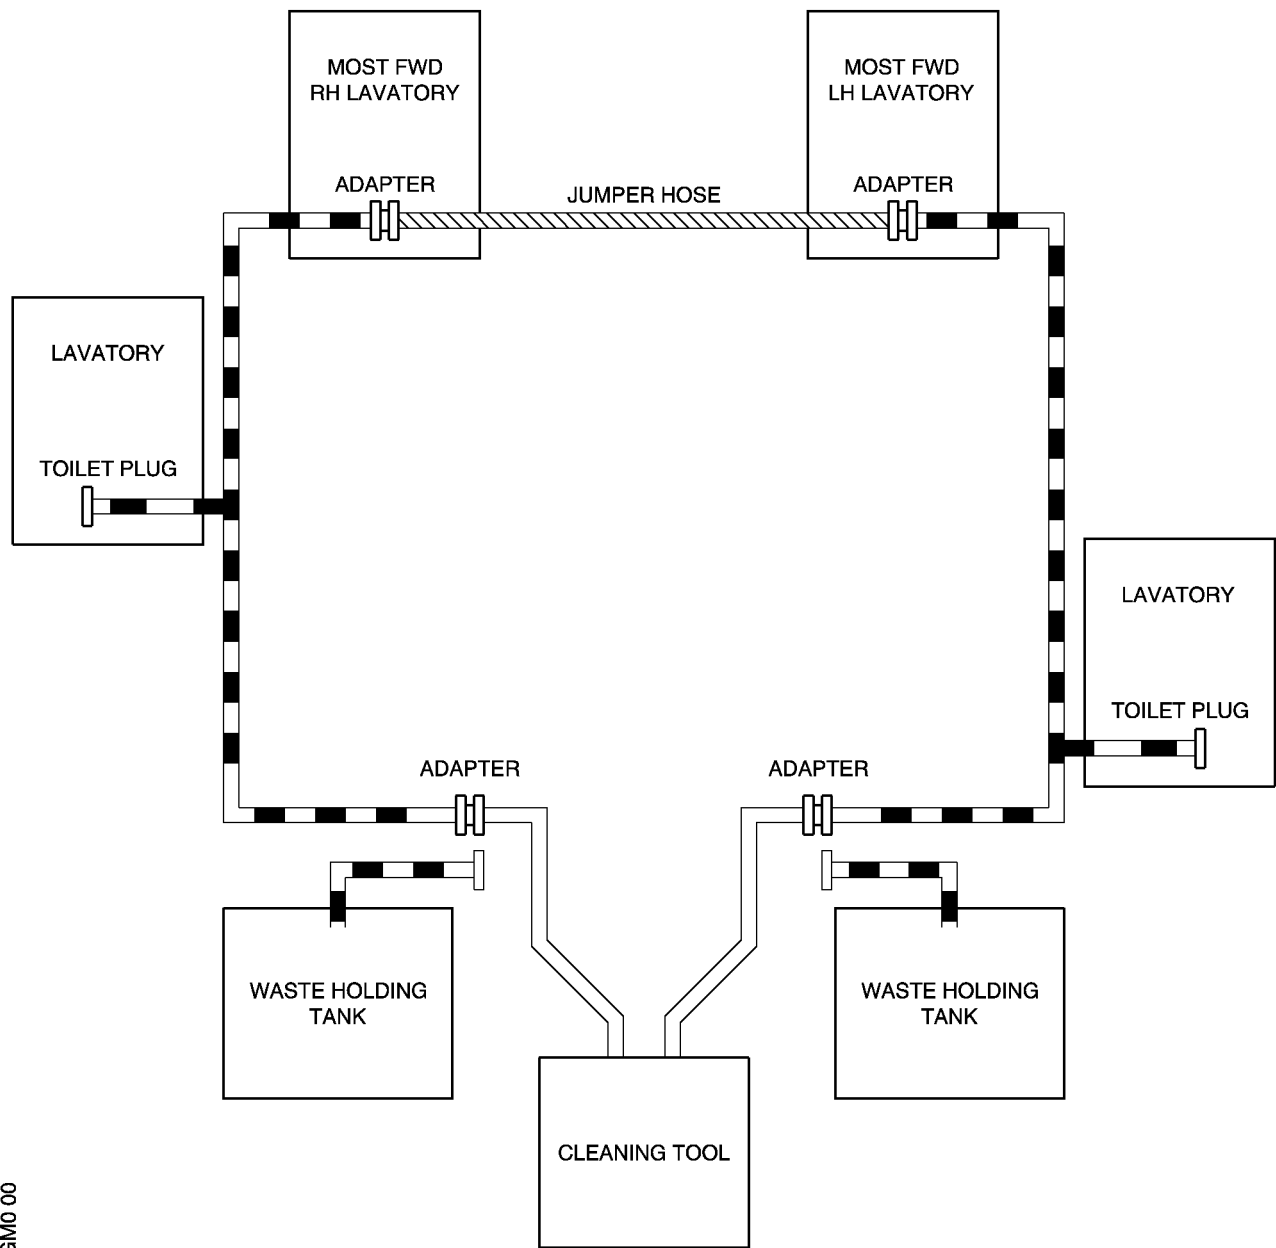 MOST FWD
RH LAVATORY
MOST FWD
LH LAVATORY
ADAPTER
JUMPER HOSE
ADAPTER
LAVATORY
TOILET PLUG
LAVATORY
TOILET PLUG
ADAPTER
ADAPTER
WASTE HOLDING
TANK
WASTE HOLDING
TANK
CLEANING TOOL